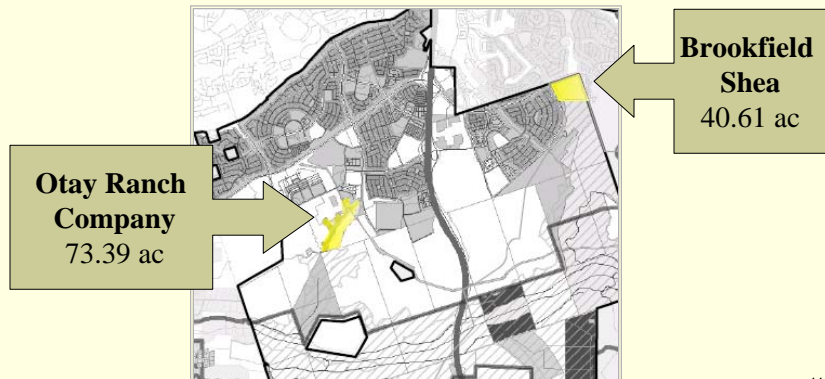 Brookfield
Shea
40.61 ac
Otay Ranch
Company
73.39 ac